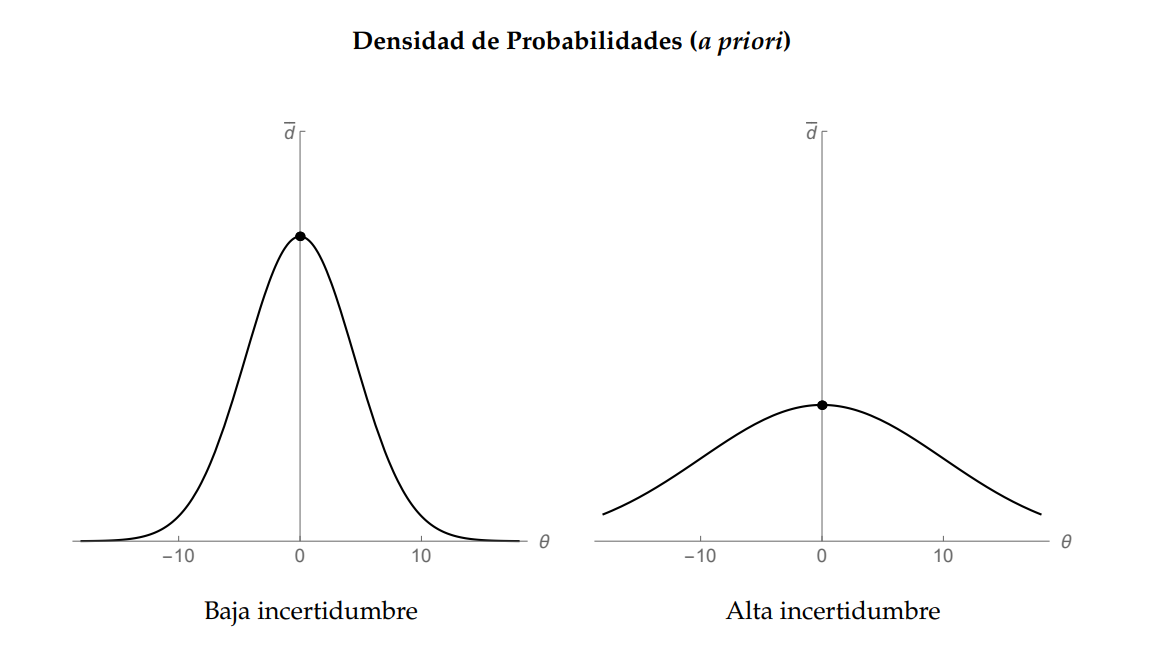 Densidad de Probabilidades (a priori)
d̅
d̅
−10 0 10 θ
−10 0 10 θ
Baja incertidumbre
Alta incertidumbre